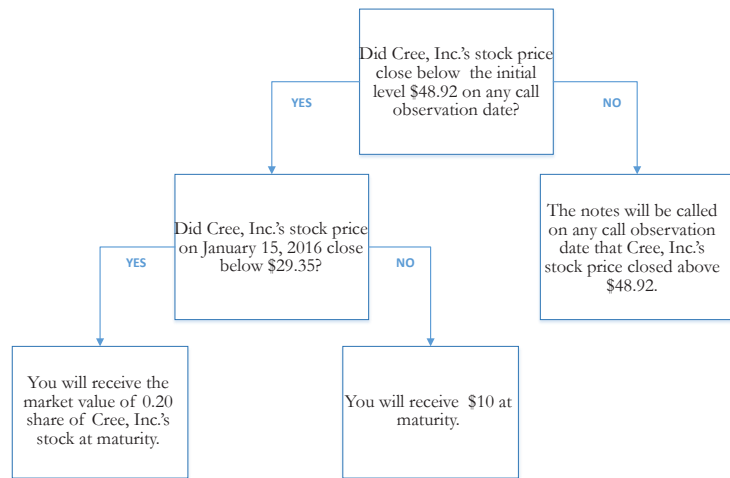 Did Cree, Inc.'s stock price
close below the initial
level $48.92 on any call
observation date?
YES
NO
Did Cree, Inc.'s stock price
on January 15, 2016 close
below $29.35?
The notes will be called
on any call observation
date that Cree, Inc.'s
stock price closed above
$48.92.
YES
NO
You will receive the
market value of 0.20
share of Cree, Inc.'s
stock at maturity.
You will receive $10 at
maturity.